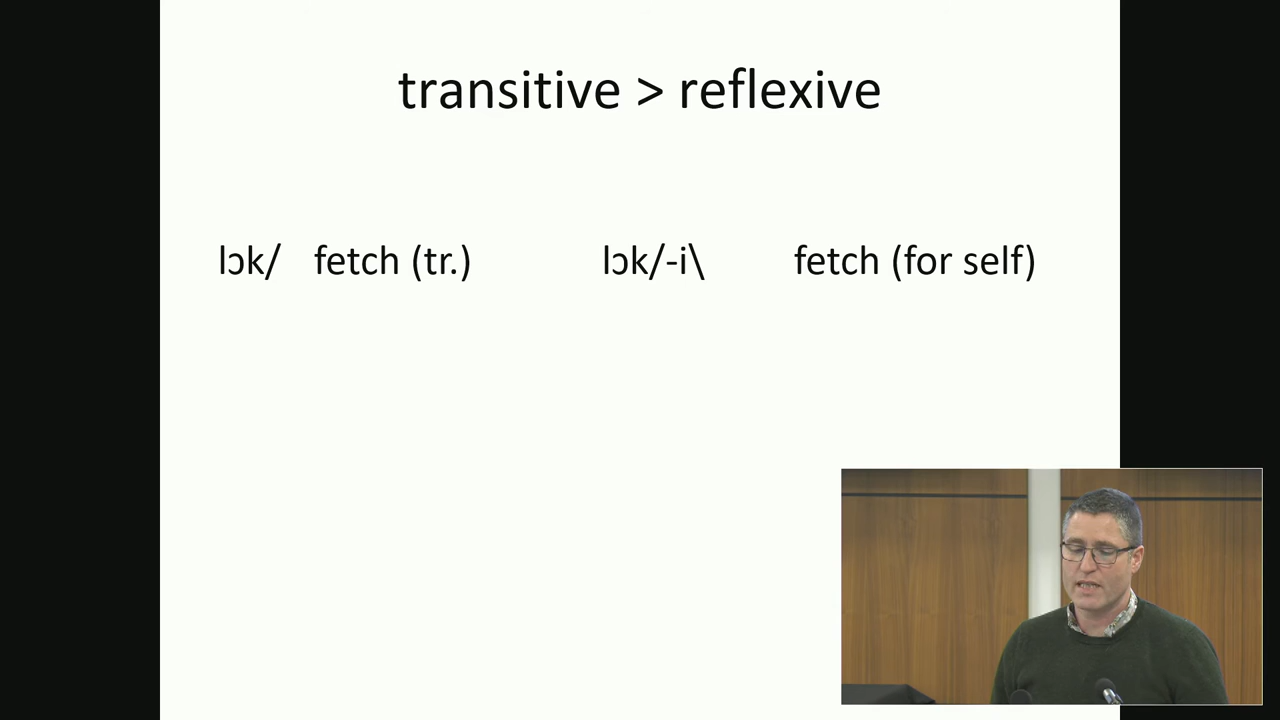 transitive > reflexive
lɔk/ fetch (tr.) lɔk/-i\ fetch (for self)